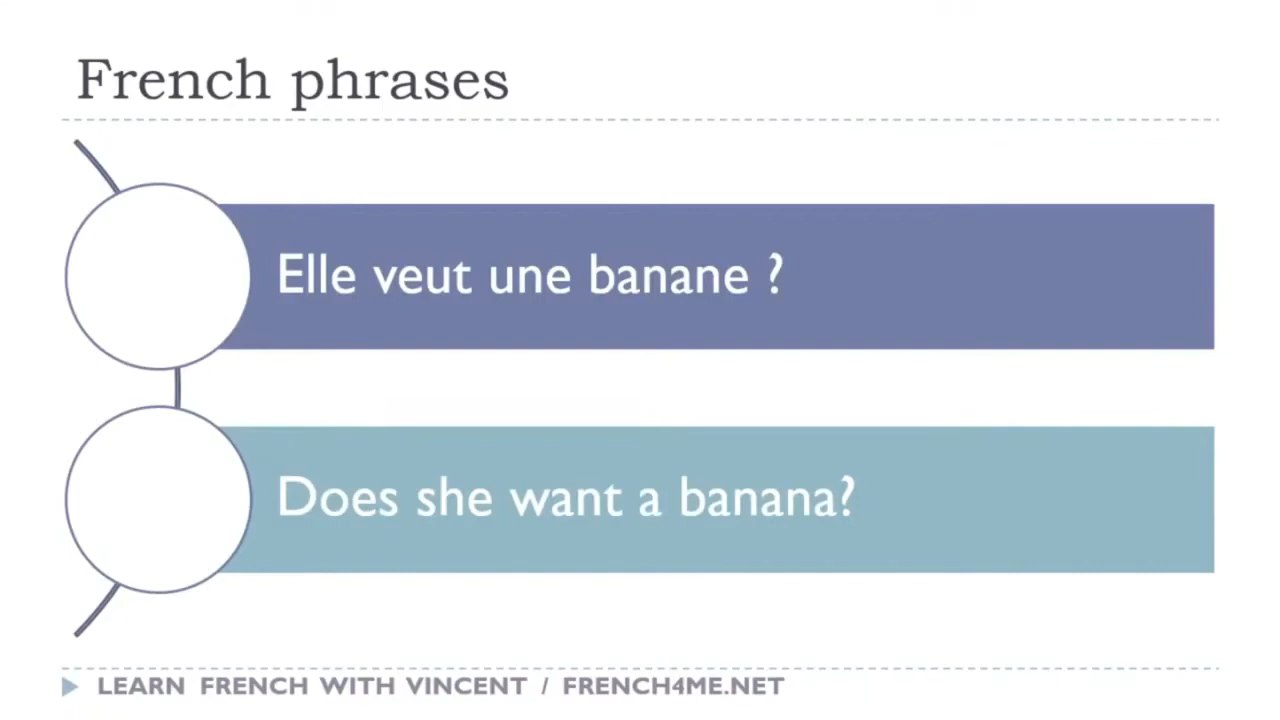 French phrases
Elle veut une banane ?
Does she want a banana?
LEARN FRENCH WITH VINCENT / FRENCH4ME.NET